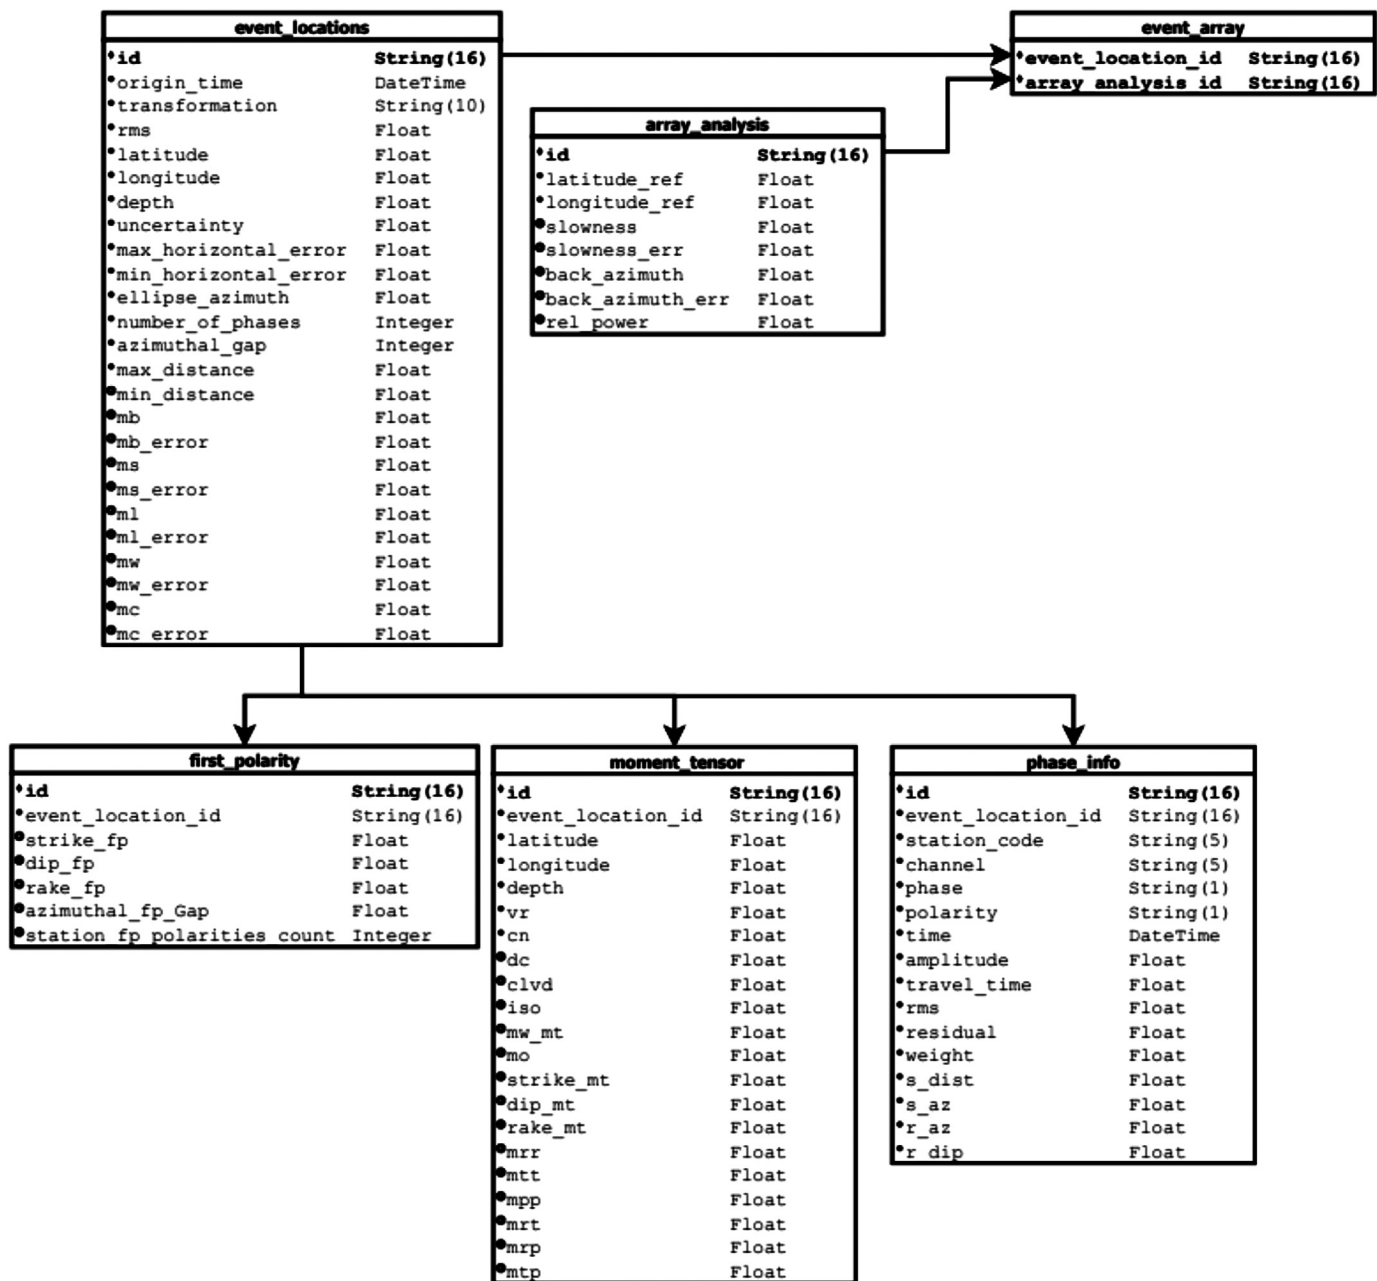 event_locations
id String(16)
origin_time DateTime
transformation String(10)
rms Float
latitude Float
longitude Float
depth Float
uncertainty Float
max_horizontal_error Float
min_horizontal_error Float
ellipse_azimuth Float
number_of_phases Integer
azimuthal_gap Integer
max_distance Float
min_distance Float
mb Float
mb_error Float
ms Float
ms_error Float
ml Float
ml_error Float
mw Float
mw_error Float
mc Float
mc_error Float
event_array
event_location_id String(16)
array_analysis_id String(16)
array_analysis
id String(16)
latitude_ref Float
longitude_ref Float
slowness Float
slowness_err Float
back_azimuth Float
back_azimuth_err Float
rel_power Float
first_polarity
id String(16)
event_location_id String(16)
strike_fp Float
dip_fp Float
rake_fp Float
azimuthal_fp_Gap Float
station_fp_polarities_count Integer
moment_tensor
id String(16)
event_location_id String(16)
latitude Float
longitude Float
depth Float
vr Float
cn Float
dc Float
clvd Float
iso Float
mw_mt Float
mo Float
strike_mt Float
dip_mt Float
rake_mt Float
mrr Float
mtt Float
mpp Float
mrt Float
mrp Float
mtp Float
phase_info
id String(16)
event_location_id String(16)
station_code String(5)
channel String(5)
phase String(1)
polarity String(1)
time DateTime
amplitude Float
travel_time Float
rms Float
residual Float
weight Float
s_dist Float
s_az Float
r_az Float
r_dip Float